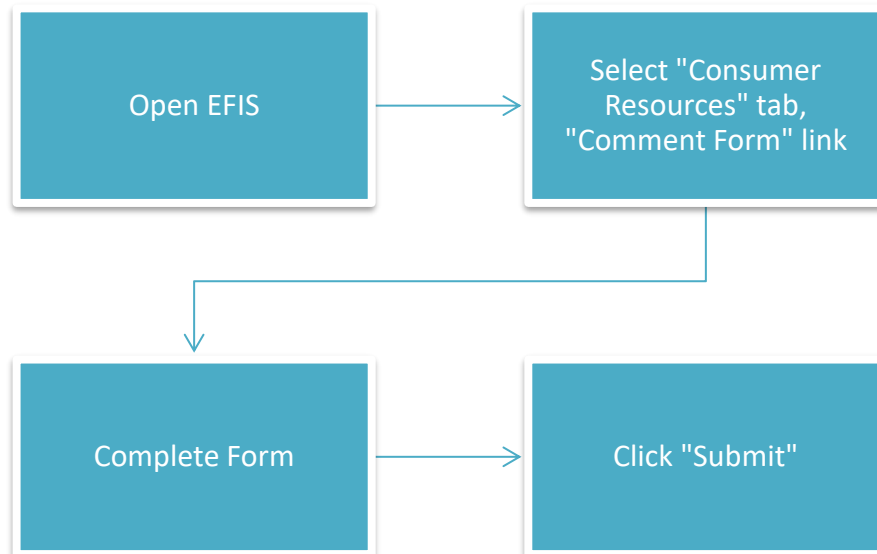 Open EFIS
Select "Consumer
Resources" tab,
"Comment Form" link
Complete Form
Click "Submit"